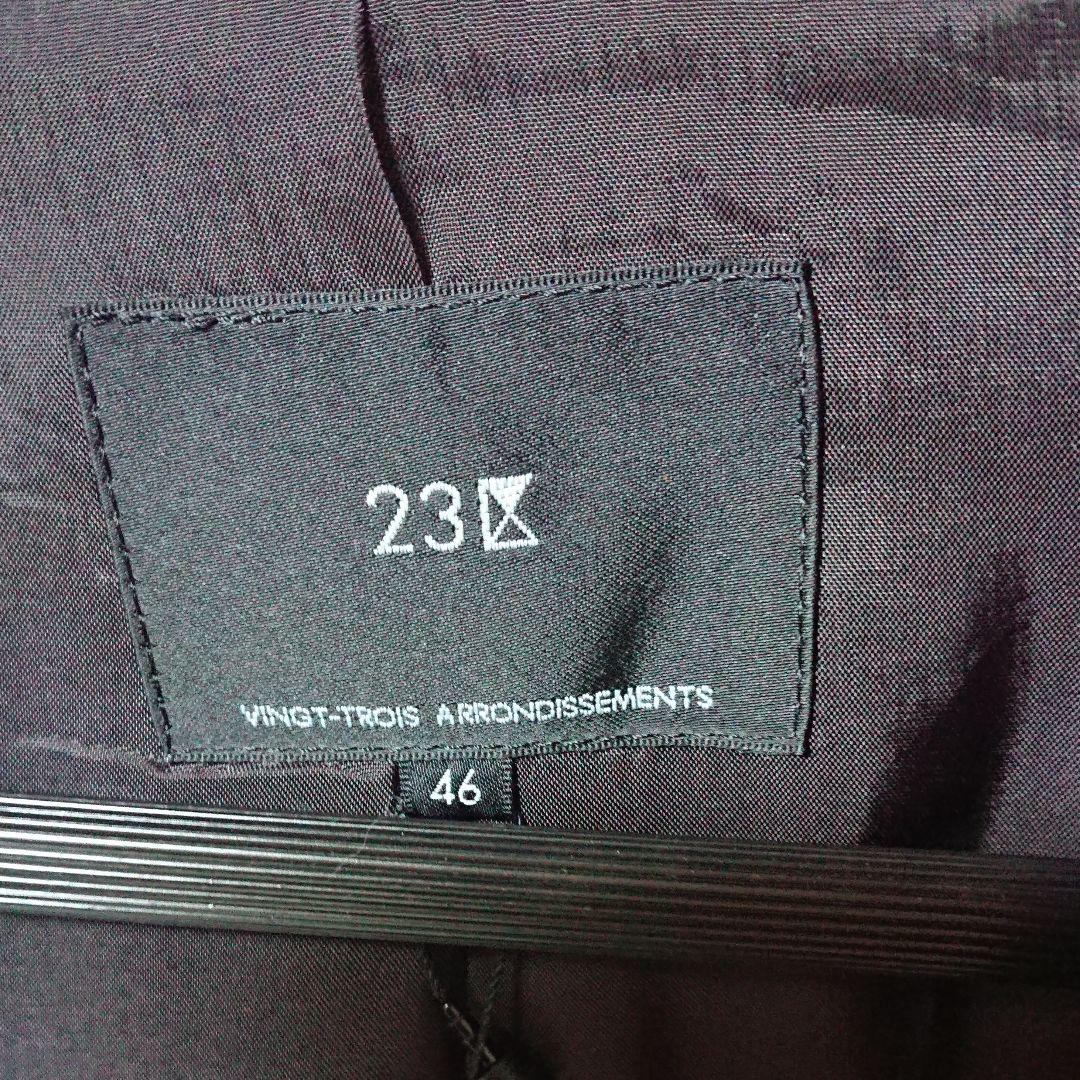 23区
VINGT-TROIS ARRONDISSEMENTS
46